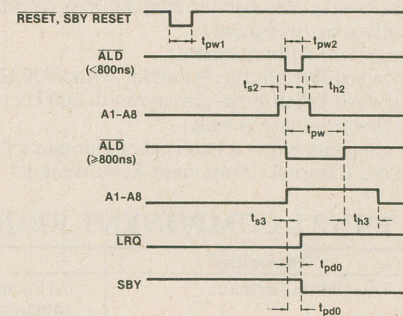 RESET, SBY RESET
tpw1
ALD
(<800ns)
tpw2
ts2
th2
A1-A8
tpw
ALD
(≥800ns)
A1-A8
ts3
th3
LRQ
tpd0
SBY
tpd0